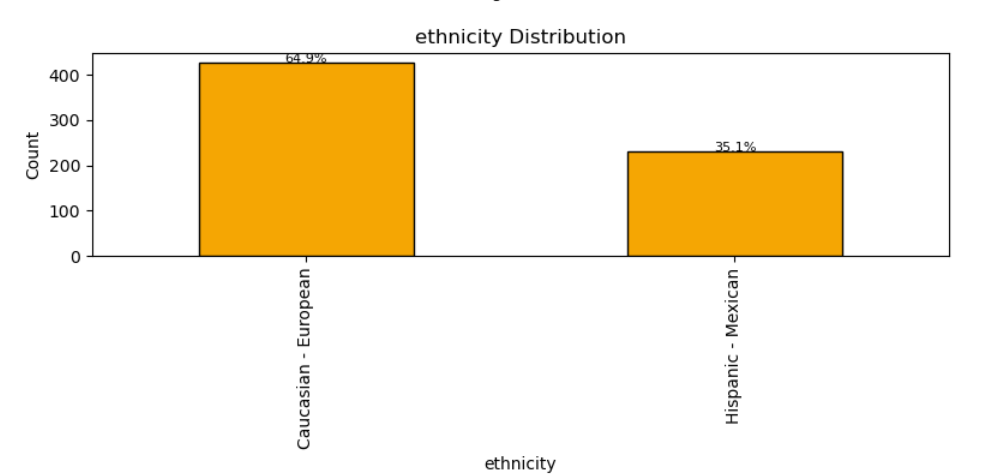 ethnicity Distribution
64.9%
35.1%
400
300
200
100
0
Count
Caucasian - European
Hispanic - Mexican
ethnicity